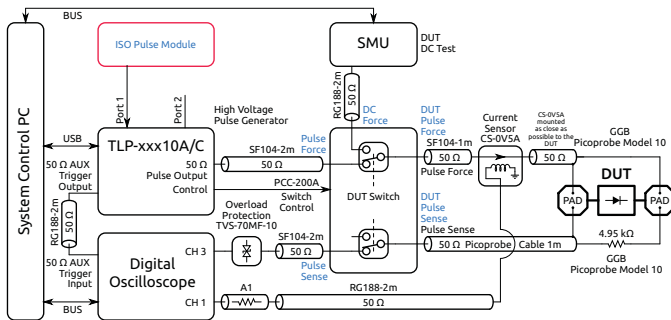 BUS
System Control PC
ISO Pulse Module
SMU
DUT
DC Test
Port 1
Port 2
RG188-2m
50 Ω
DC
Force
High Voltage
Pulse Generator
TLP-xxx10A/C
50 Ω
Pulse Output
Control
SF104-2m
50 Ω
Pulse
Force
PCC-200A
Switch
Control
DUT Switch
DUT
Pulse
Force
SF104-1m
50 Ω
Pulse Force
Current
Sensor
CS-0V5A
CS-0V5A
mounted
as close as
possible to the
DUT
50 Ω
GGB
Picoprobe Model 10
DUT
PAD
PAD
USB
50 Ω AUX
Trigger
Output
RG188-2m
50 Ω
50 Ω AUX
Trigger
Input
BUS
Digital
Oscilloscope
CH 3
CH 1
Overload
Protection
TVS-70MF-10
SF104-2m
50 Ω
Pulse
Sense
DUT
Pulse
Sense
Pulse Sense
50 Ω Picoprobe Cable 1m
4.95 kΩ
GGB
Picoprobe Model 10
A1
RG188-2m
50 Ω